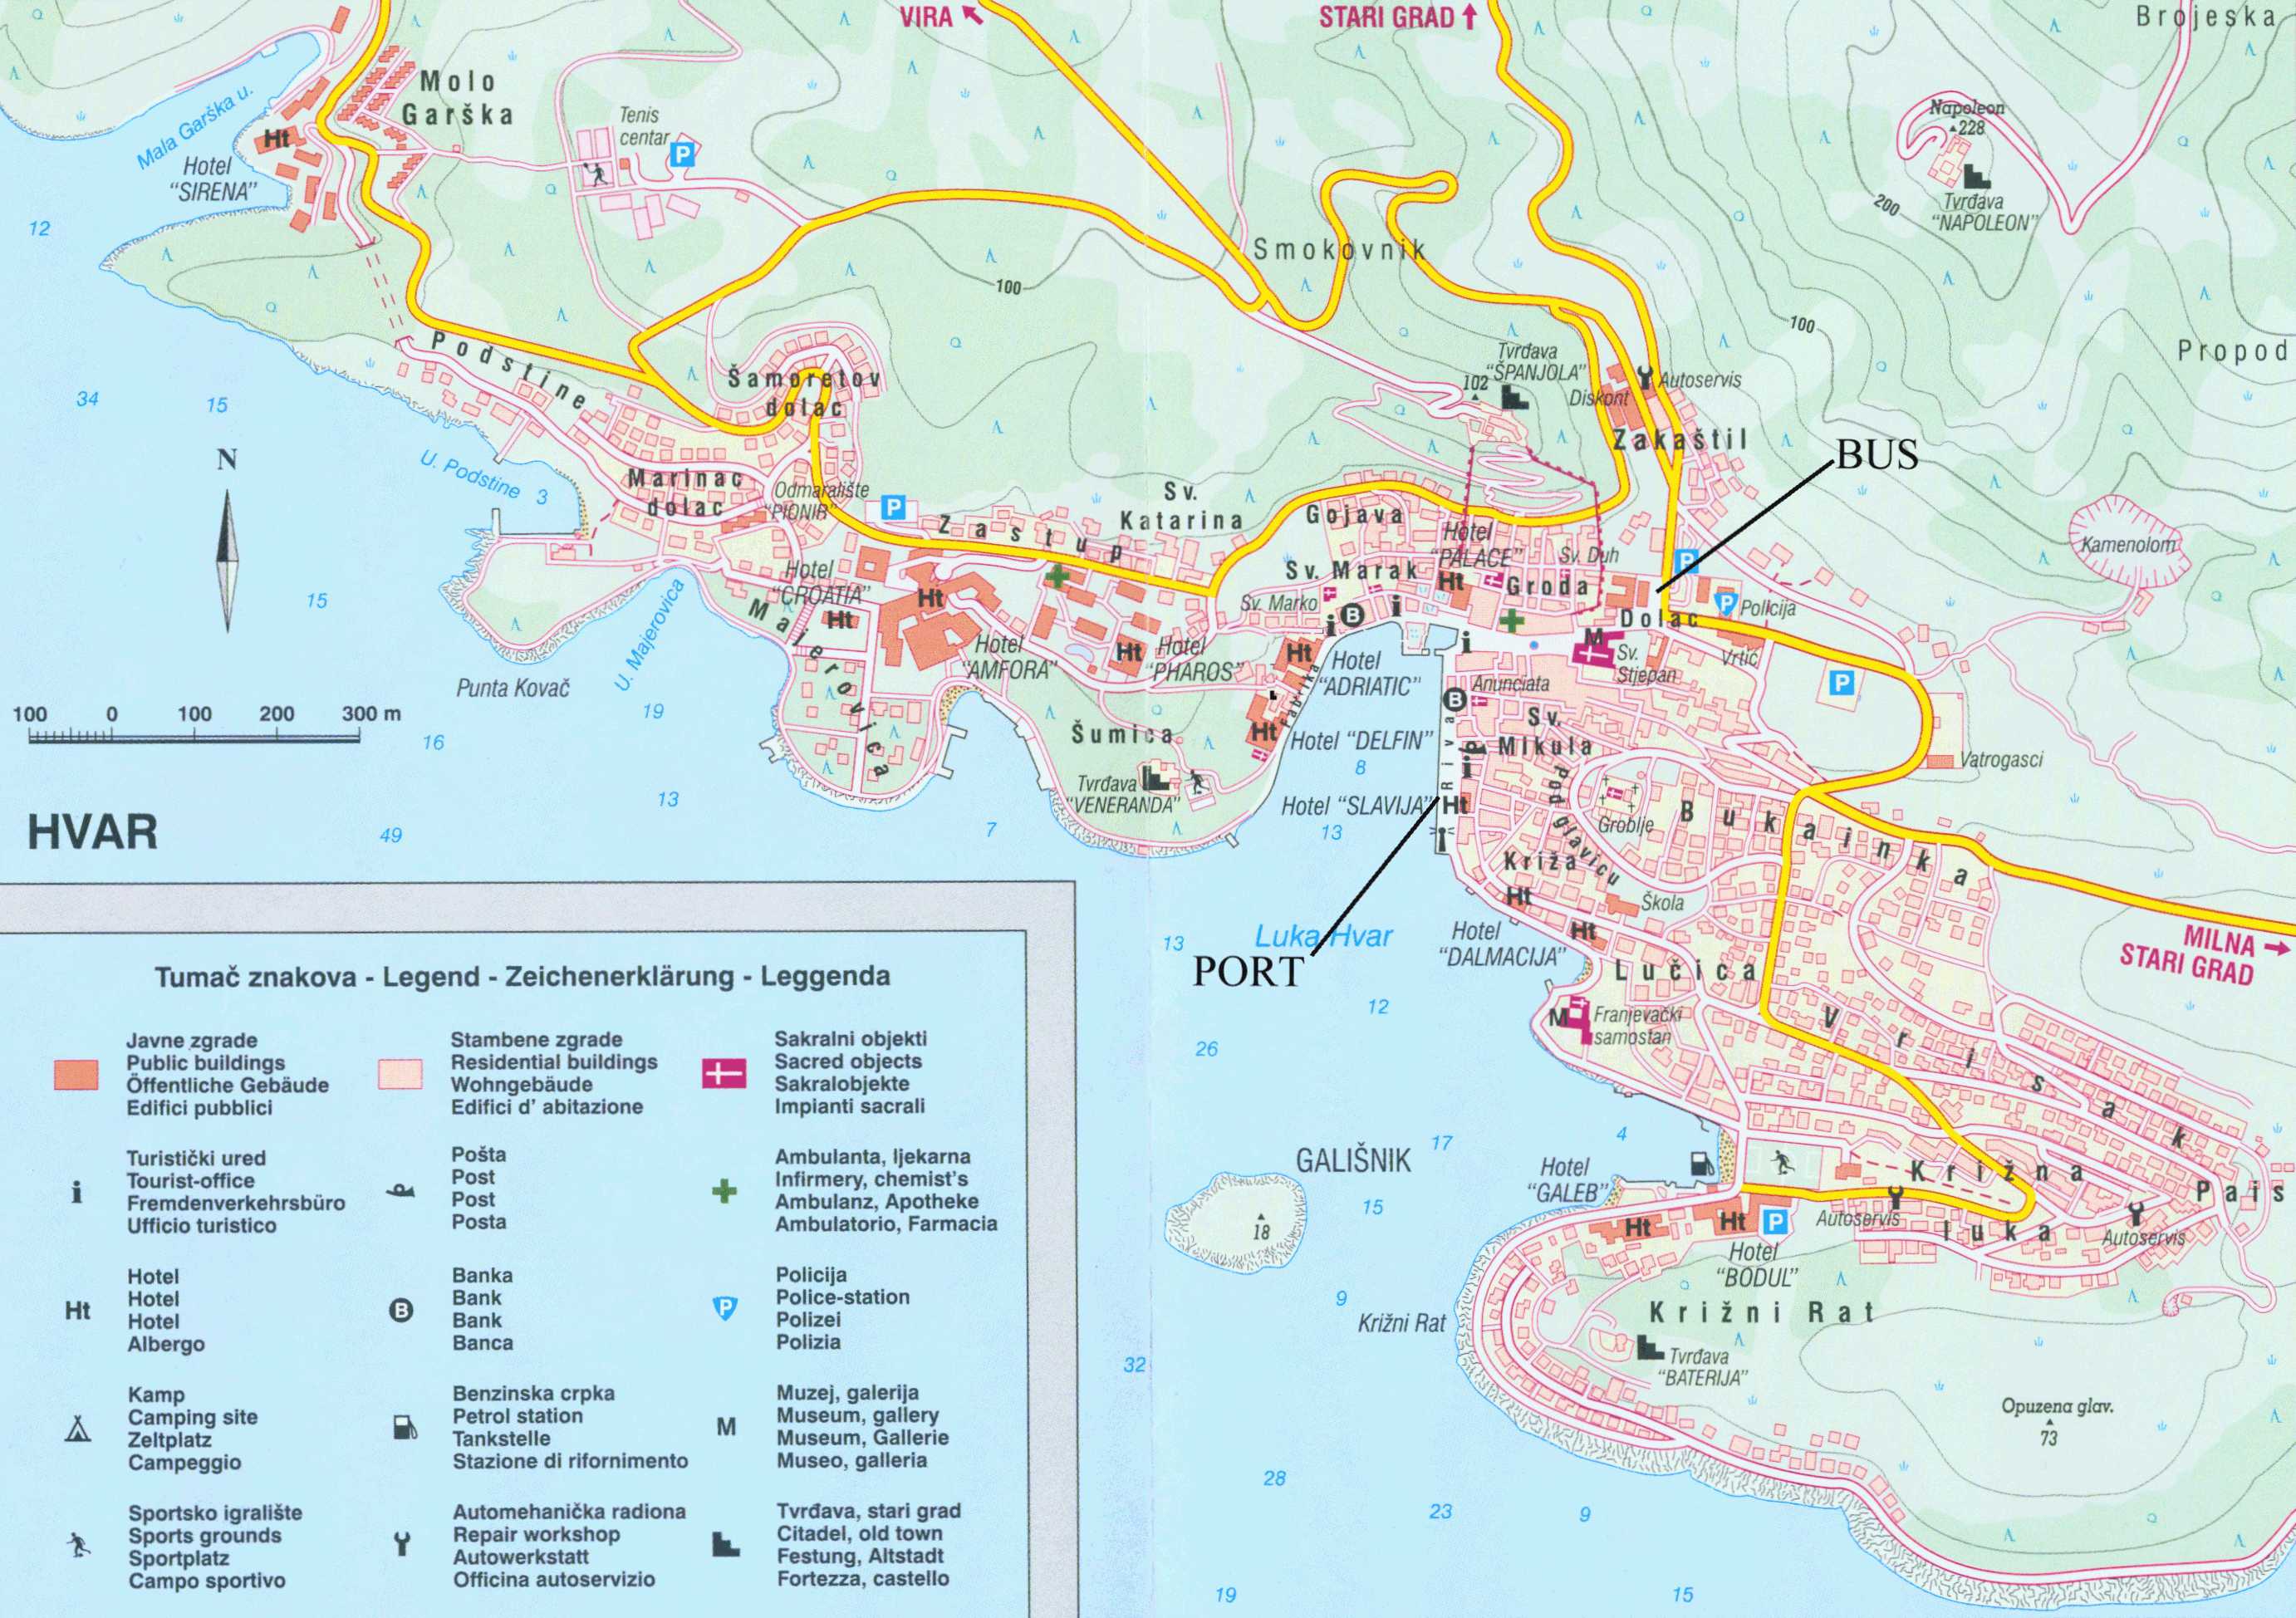 VIRA
STARI GRAD
Brojeska
Molo
Garška
Mala Garška u.
Ht
Hotel
"SIRENA"
Tenis
centar
P
Napoleon
228
Tvrđava
"NAPOLEON"
200
12
Smokovnik
100
100
Propod
Podstine
Šamoretov
dolac
Tvrđava
"ŠPANJOLA"
102
Diskont
Autoservis
Zakaštil
BUS
34
15
N
U. Podstine
3
Marinac
dolac
Odmaralište
"PIONIR"
P
Zastup
Sv.
Katarina
Gojava
Hotel
"PALACE"
Ht
Sv. Duh
P
Kamenolom
Sv. Marak
Groda
Sv. Marko
B
i
i
i
Dolac
P
Policija
15
Hotel
"CROATIA"
Ht
Ht
Majerovica
U. Majerovica
Hotel
"AMFORA"
Ht
Hotel
"PHAROS"
Ht
Hotel
"ADRIATIC"
Fabrika
M
Sv.
Stjepan
Vrtić
P
Punta Kovač
100 0 100 200 300 m
19
16
B
Anunciata
Riva
Sv.
Mikula
Šumica
Ht
Hotel "DELFIN"
8
i
Vatrogasci
Tvrđava
"VENERANDA"
Hotel "SLAVIJA"
Ht
pod glavicu
Groblje
Bukainka
HVAR
13
49
7
13
Križa
Ht
Škola
Ht
Luka Hvar
13
PORT
Hotel
"DALMACIJA"
Lučica
MILNA
STARI GRAD
12
26
M
Franjevački
samostan
Vrisak
17
4
GALIŠNIK
18
15
Hotel
"GALEB"
Ht
Ht
P
Hotel
"BODUL"
Autoservis
Križna
luka
Autoservis
Pais
9
Križni Rat
Križni Rat
Tvrđava
"BATERIJA"
32
Opuzena glav.
73
28
23
9
19
15
Tumač znakova - Legend - Zeichenerklärung - Leggenda
Javne zgrade
Public buildings
Öffentliche Gebäude
Edifici pubblici
Stambene zgrade
Residential buildings
Wohngebäude
Edifici d' abitazione
Sakralni objekti
Sacred objects
Sakralobjekte
Impianti sacrali
i
Turistički ured
Tourist-office
Fremdenverkehrsbüro
Ufficio turistico
Pošta
Post
Post
Posta
Ambulanta, ljekarna
Infirmery, chemist's
Ambulanz, Apotheke
Ambulatorio, Farmacia
Ht
Hotel
Hotel
Hotel
Albergo
B
Banka
Bank
Bank
Banca
P
Policija
Police-station
Polizei
Polizia
Kamp
Camping site
Zeltplatz
Campeggio
Benzinska crpka
Petrol station
Tankstelle
Stazione di rifornimento
M
Muzej, galerija
Museum, gallery
Museum, Gallerie
Museo, galleria
Sportsko igralište
Sports grounds
Sportplatz
Campo sportivo
Automehanička radiona
Repair workshop
Autowerkstatt
Officina autoservizio
Tvrđava, stari grad
Citadel, old town
Festung, Altstadt
Fortezza, castello